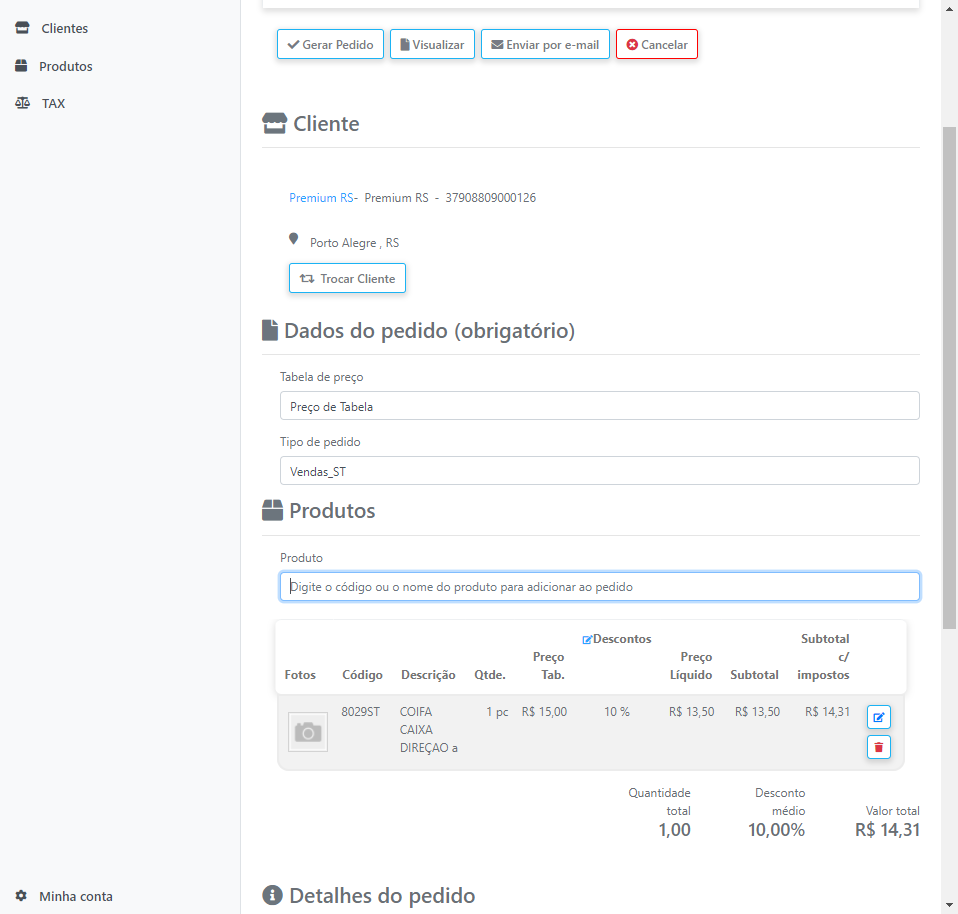 Clientes
Produtos
TAX
Gerar Pedido
Visualizar
Enviar por e-mail
Cancelar
Cliente
Premium RS- Premium RS - 37908809000126
Porto Alegre , RS
Trocar Cliente
Dados do pedido (obrigatório)
Tabela de preço
Preço de Tabela
Tipo de pedido
Vendas_ST
Produtos
Produto
Digite o código ou o nome do produto para adicionar ao pedido
Fotos
Código
Descrição
Qtde.
Preço
Tab.
Descontos
Preço
Líquido
Subtotal
Subtotal
c/
impostos
8029ST
COIFA
CAIXA
DIREÇAO a
1 pc
R$ 15,00
10 %
R$ 13,50
R$ 13,50
R$ 14,31
Quantidade
total
1,00
Desconto
médio
10,00%
Valor total
R$ 14,31
Detalhes do pedido
Minha conta